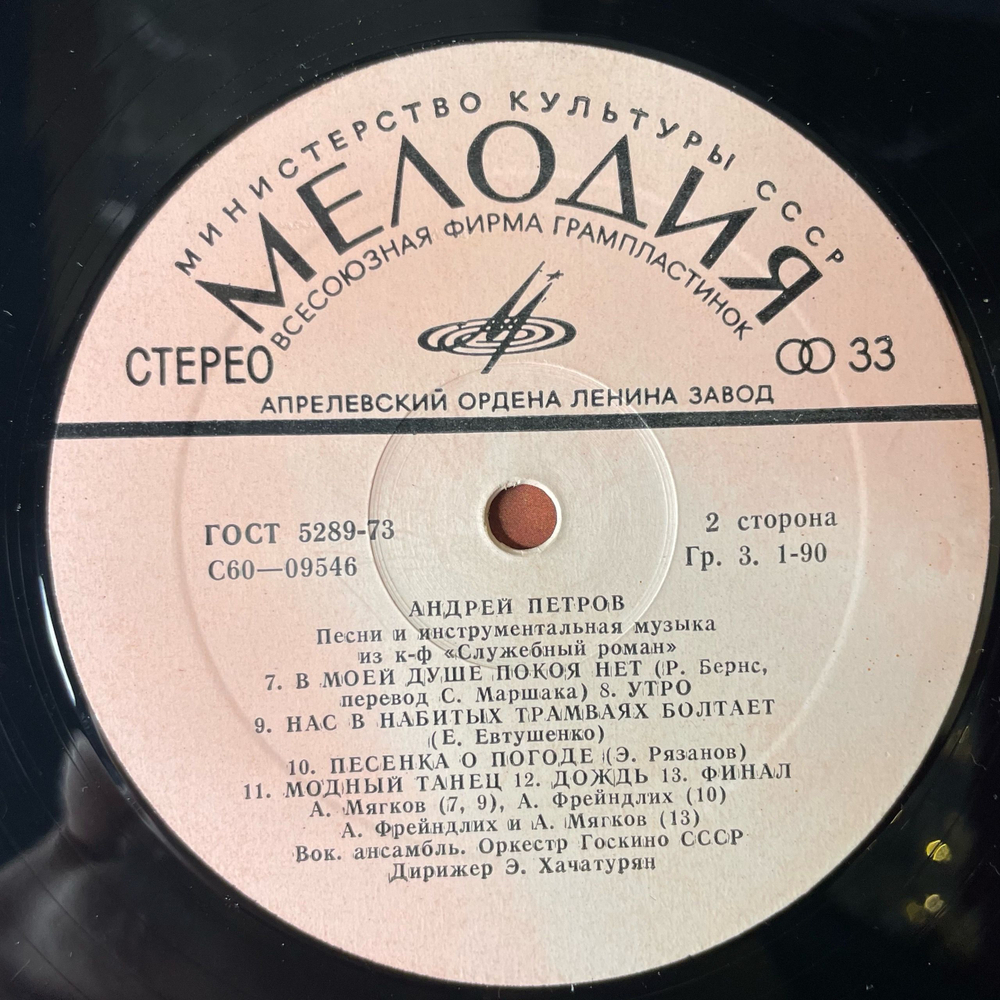 МИНИСТЕРСТВО КУЛЬТУРЫ СССР
МЕЛОДИЯ
ВСЕСОЮЗНАЯ ФИРМА ГРАМПЛАСТИНОК
СТЕРЕО
33
АПРЕЛЕВСКИЙ ОРДЕНА ЛЕНИНА ЗАВОД
ГОСТ 5289-73
2 сторона
С60—09546
Гр. 3. 1-90
АНДРЕЙ ПЕТРОВ
Песни и инструментальная музыка
из к-ф «Служебный роман»
7. В МОЕЙ ДУШЕ ПОКОЯ НЕТ (Р. Бернс,
перевод С. Маршака) 8. УТРО
9. НАС В НАБИТЫХ ТРАМВАЯХ БОЛТАЕТ
(Е. Евтушенко)
10. ПЕСЕНКА О ПОГОДЕ (Э. Рязанов)
11. МОДНЫЙ ТАНЕЦ 12. ДОЖДЬ 13. ФИНАЛ
А. Мягков (7, 9), А. Фрейндлих (10)
А. Фрейндлих и А. Мягков (13)
Вок. ансамбль. Оркестр Госкино СССР
Дирижер Э. Хачатурян